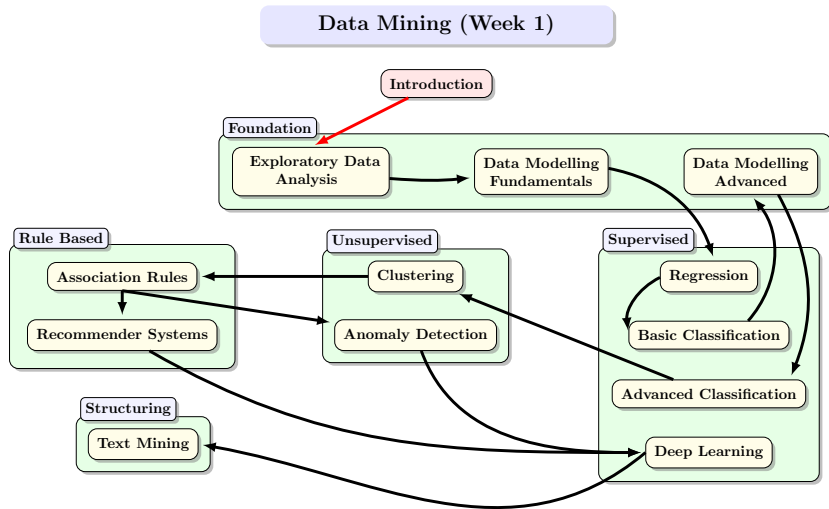 Data Mining (Week 1)
Introduction
Foundation
Exploratory Data
Analysis
Data Modelling
Fundamentals
Data Modelling
Advanced
Rule Based
Association Rules
Recommender Systems
Unsupervised
Clustering
Anomaly Detection
Supervised
Regression
Basic Classification
Advanced Classification
Deep Learning
Structuring
Text Mining